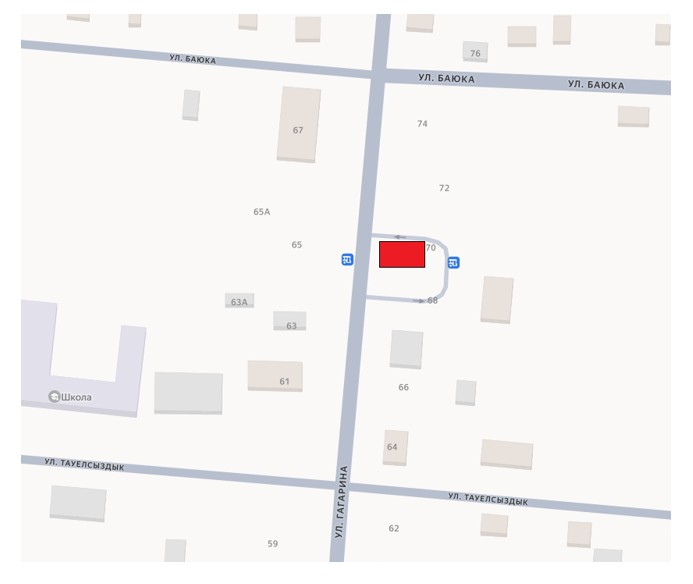 УЛ. БАЮКА
76
УЛ. БАЮКА
УЛ. БАЮКА
67
74
72
65А
65
70
68
63А
63
61
66
Школа
64
УЛ. ТАУЕЛСЫЗДЫК
УЛ. ГАГАРИНА
УЛ. ТАУЕЛСЫЗДЫК
62
59